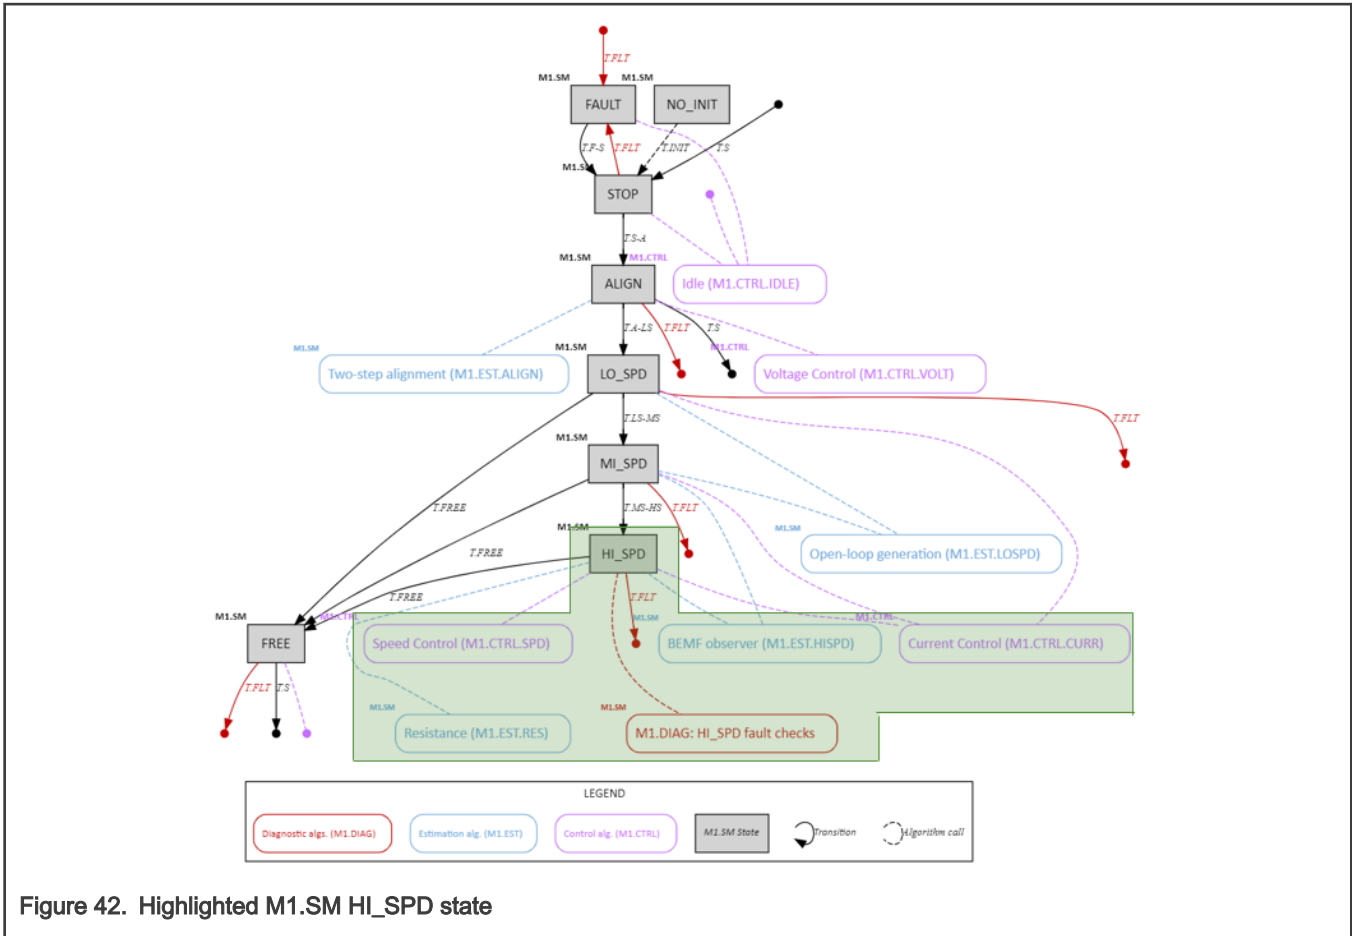 T.FLT
M1.SM
M1.SM
FAULT
NO_INIT
T.F-S
T.FLT
T.INIT
T.S
M1.SM
STOP
T.S-A
M1.SM
M1.CTRL
ALIGN
Idle (M1.CTRL.IDLE)
T.A-LS
T.FLT
T.S
M1.SM
M1.SM
M1.CTRL
Two-step alignment (M1.EST.ALIGN)
LO_SPD
Voltage Control (M1.CTRL.VOLT)
T.LS-MS
T.FLT
M1.SM
MI_SPD
T.FREE
T.MS-HS
T.FLT
M1.SM
M1.SM
T.FREE
HI_SPD
Open-loop generation (M1.EST.LOSPD)
T.FREE
T.FLT
M1.SM
M1.CTRL
M1.SM
M1.CTRL
FREE
Speed Control (M1.CTRL.SPD)
BEMF observer (M1.EST.HISPD)
Current Control (M1.CTRL.CURR)
T.FLT
T.S
M1.SM
M1.SM
Resistance (M1.EST.RES)
M1.DIAG: HI_SPD fault checks
LEGEND
Diagnostic algs. (M1.DIAG)
Estimation alg. (M1.EST)
Control alg. (M1.CTRL)
M1.SM State
Transition
Algorithm call
Figure 42. Highlighted M1.SM HI_SPD state